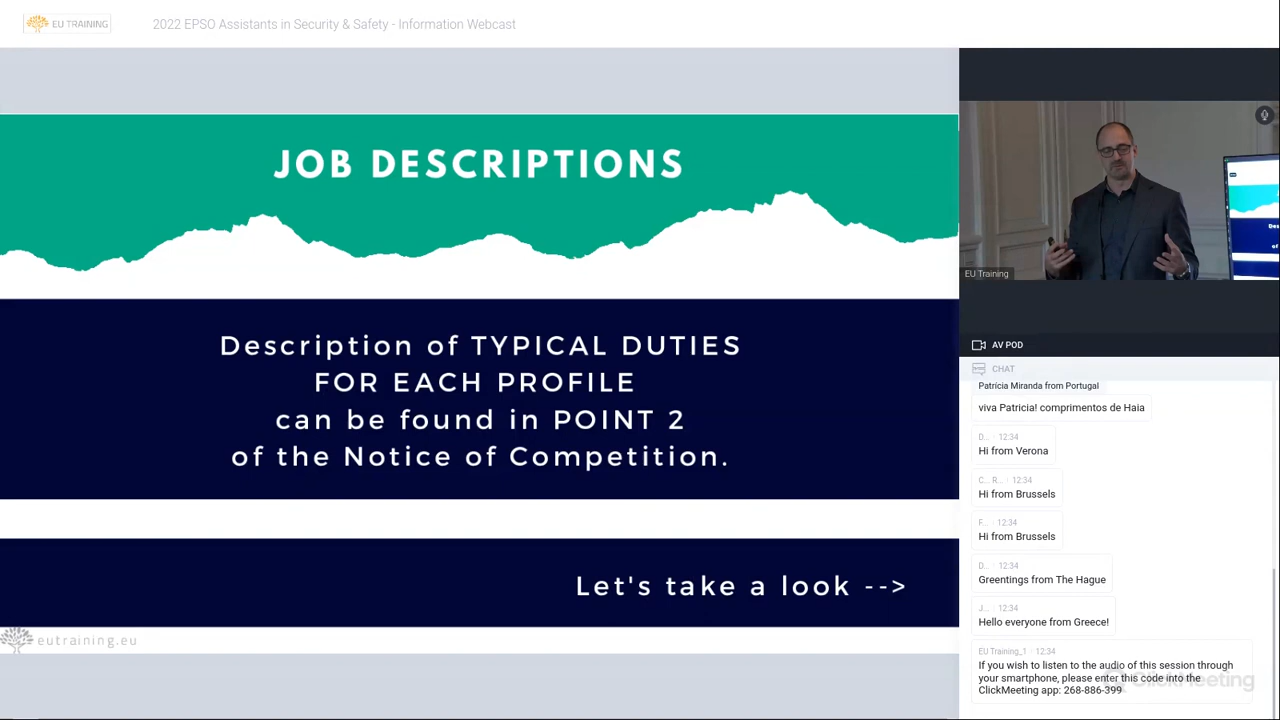 EU TRAINING
2022 EPSO Assistants in Security & Safety - Information Webcast
JOB DESCRIPTIONS
Description of TYPICAL DUTIES
FOR EACH PROFILE
can be found in POINT 2
of the Notice of Competition.
Let's take a look -->
eutraining.eu
EU Training
AV POD
CHAT
Patrícia Miranda from Portugal
viva Patricia! comprimentos de Haia
D... · 12:34
Hi from Verona
C... R... · 12:34
Hi from Brussels
F... · 12:34
Hi from Brussels
D.. · 12:34
Greentings from The Hague
J... · 12:34
Hello everyone from Greece!
EU Training_1 · 12:34
If you wish to listen to the audio of this session through
your smartphone, please enter this code into the
ClickMeeting app: 268-886-399
ClickMeeting